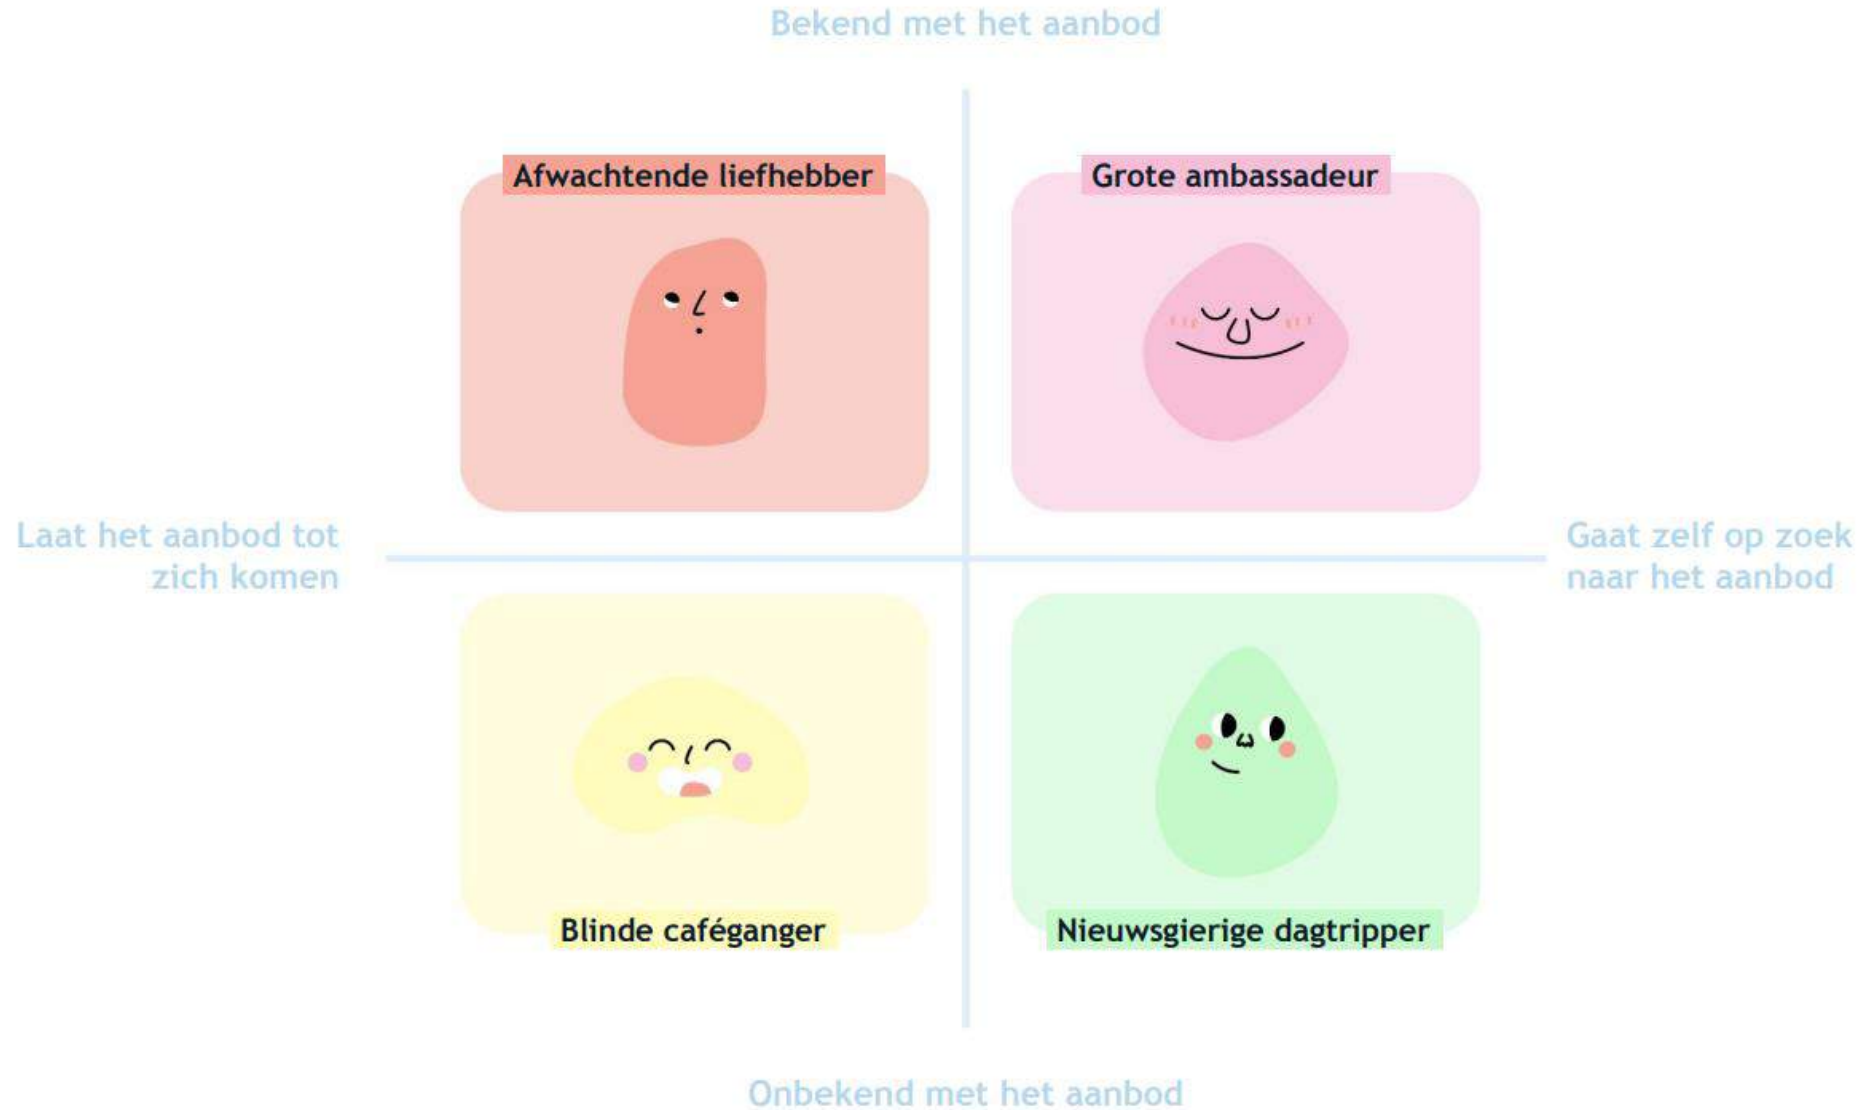 Bekend met het aanbod
Afwachtende liefhebber
Grote ambassadeur
Laat het aanbod tot
zich komen
Gaat zelf op zoek
naar het aanbod
Blinde caféganger
Nieuwsgierige dagtripper
Onbekend met het aanbod